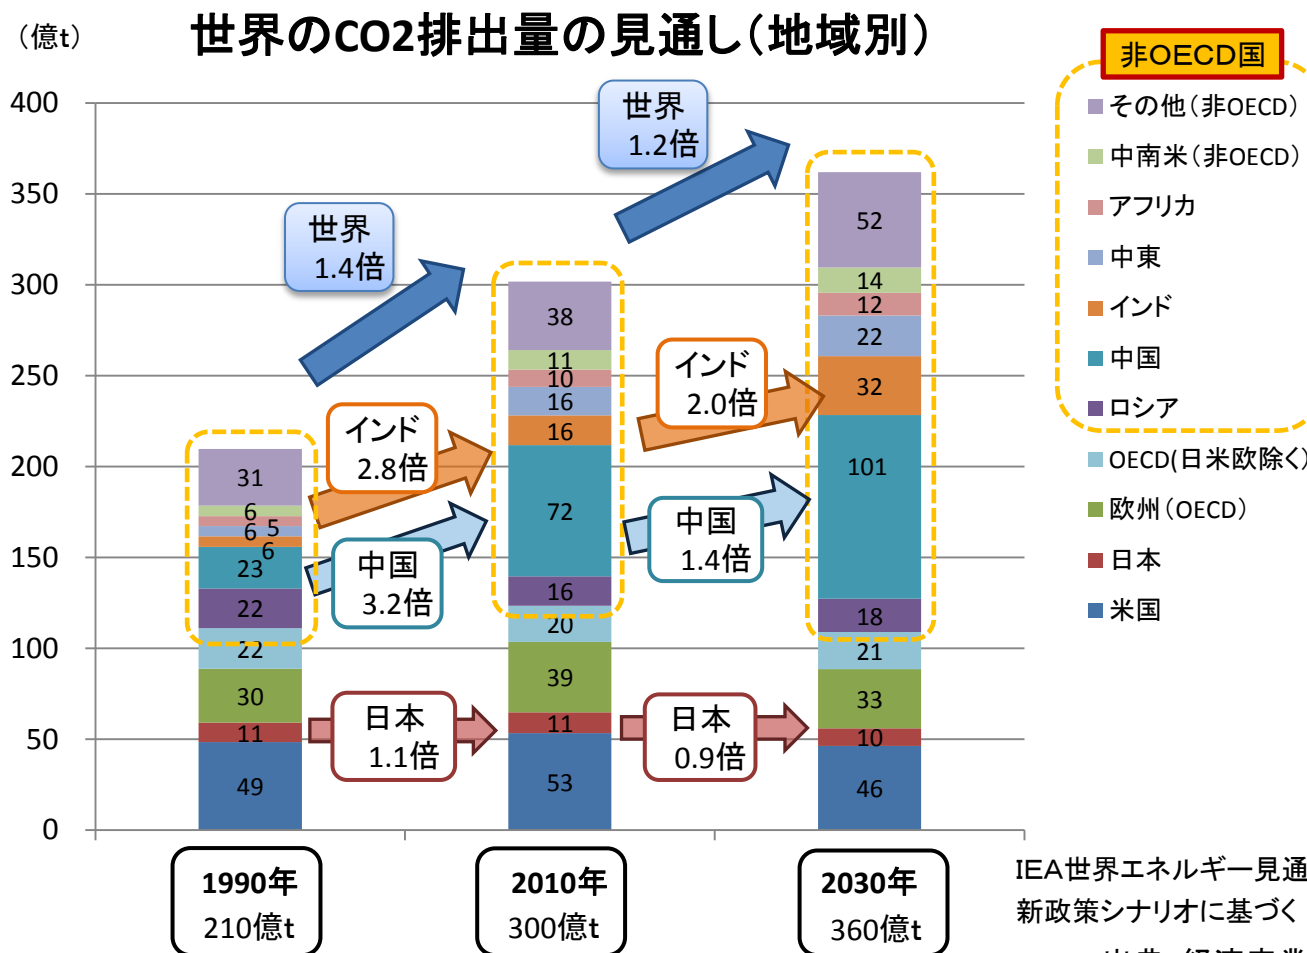 （億t）
世界のCO2排出量の見通し（地域別）
非OECD国
400
350
300
250
200
150
100
50
0
世界
1.4倍
世界
1.2倍
インド
2.8倍
インド
2.0倍
中国
3.2倍
中国
1.4倍
日本
1.1倍
日本
0.9倍
31
6
5
6
6
23
22
22
30
11
49
38
11
10
16
16
72
16
20
39
11
53
52
14
12
22
32
101
18
21
33
10
46
その他（非OECD）
中南米（非OECD）
アフリカ
中東
インド
中国
ロシア
OECD(日米欧除く)
欧州（OECD）
日本
米国
1990年
210億t
2010年
300億t
2030年
360億t
IEA世界エネルギー見通
新政策シナリオに基づく